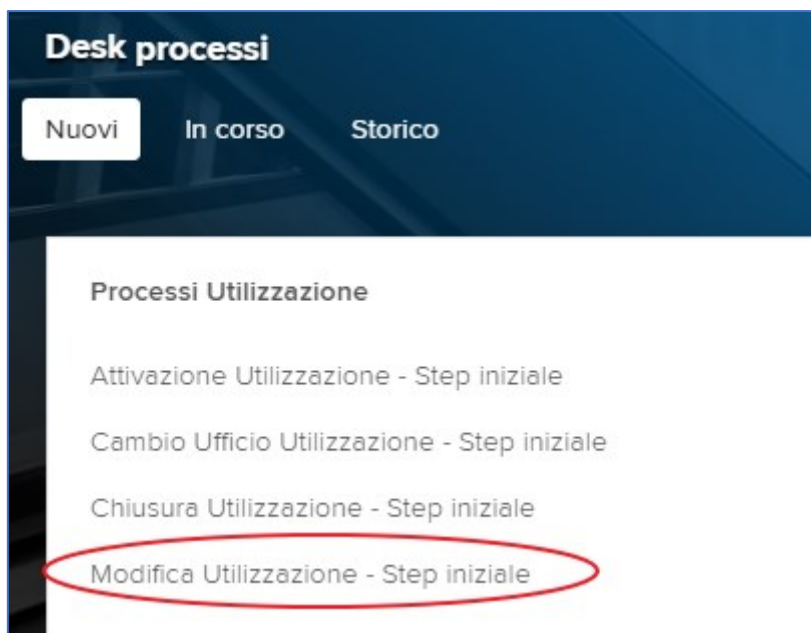 Desk processi
Nuovi In corso Storico
Processi Utilizzazione
Attivazione Utilizzazione - Step iniziale
Cambio Ufficio Utilizzazione - Step iniziale
Chiusura Utilizzazione - Step iniziale
Modifica Utilizzazione - Step iniziale